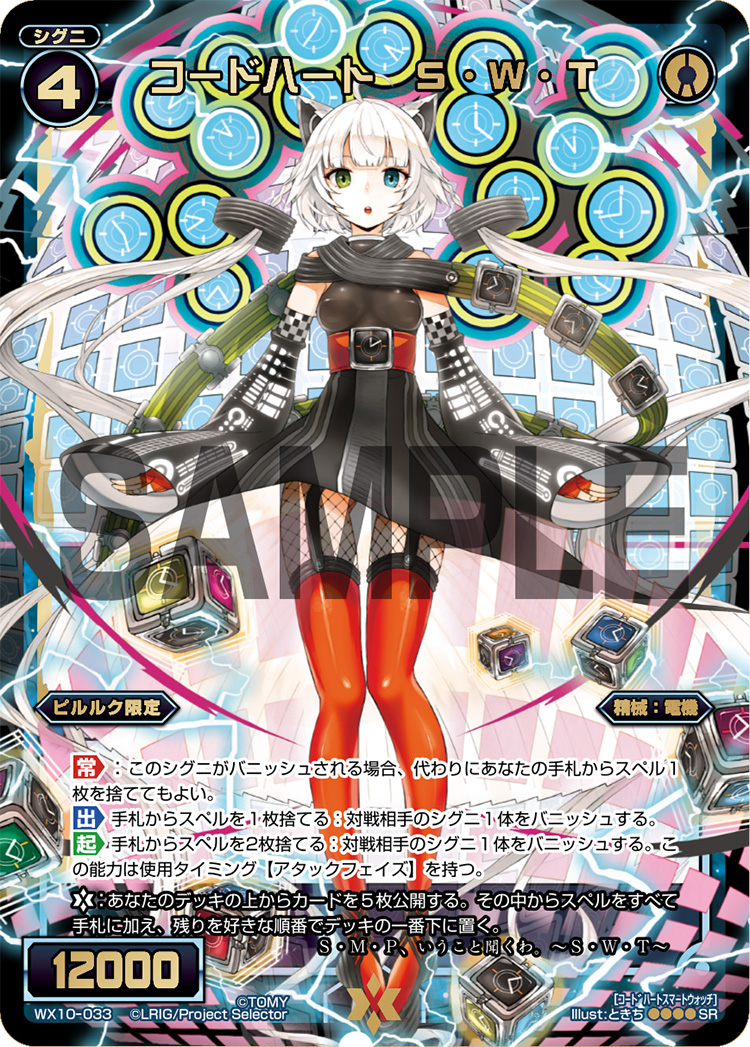 シグニ
4
コードハート S・W・T
SAMPLE
ピルルク限定
精械：電機
常：このシグニがバニッシュされる場合、代わりにあなたの手札からスペル１
枚を捨ててもよい。
出 手札からスペルを１枚捨てる：対戦相手のシグニ１体をバニッシュする。
起 手札からスペルを２枚捨てる：対戦相手のシグニ１体をバニッシュする。こ
の能力は使用タイミング【アタックフェイズ】を持つ。
：あなたのデッキの上からカードを５枚公開する。その中からスペルをすべて
手札に加え、残りを好きな順番でデッキの一番下に置く。
S・M・P、いうこと聞くわ。～S・W・T～
12000
©TOMY
WX10-033 ©LRIG/Project Selector
[コードハートスマートウォッチ]
Illust:ときち SR